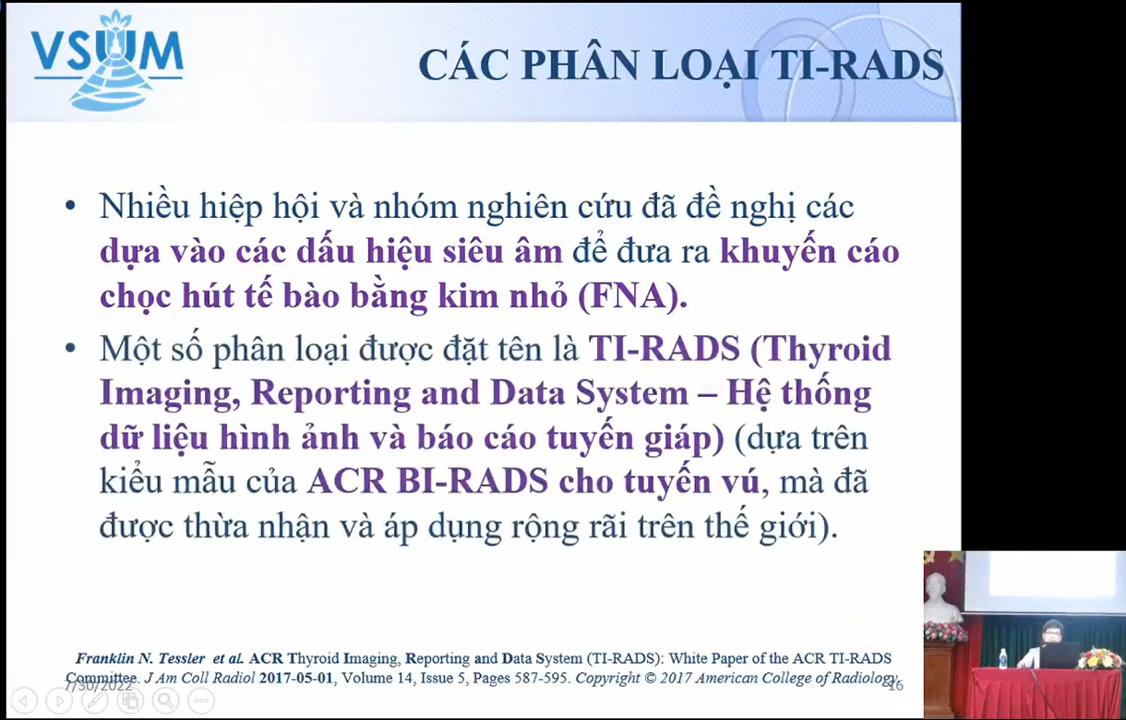 VSUM
CÁC PHÂN LOẠI TI-RADS
• Nhiều hiệp hội và nhóm nghiên cứu đã đề nghị các
dựa vào các dấu hiệu siêu âm để đưa ra khuyến cáo
chọc hút tế bào bằng kim nhỏ (FNA).
• Một số phân loại được đặt tên là TI-RADS (Thyroid
Imaging, Reporting and Data System – Hệ thống
dữ liệu hình ảnh và báo cáo tuyến giáp) (dựa trên
kiểu mẫu của ACR BI-RADS cho tuyến vú, mà đã
được thừa nhận và áp dụng rộng rãi trên thế giới).
Franklin N. Tessler et al. ACR Thyroid Imaging, Reporting and Data System (TI-RADS): White Paper of the ACR TI-RADS
Committee. J Am Coll Radiol 2017-05-01, Volume 14, Issue 5, Pages 587-595. Copyright © 2017 American College of Radiology.
7/30/2022
16